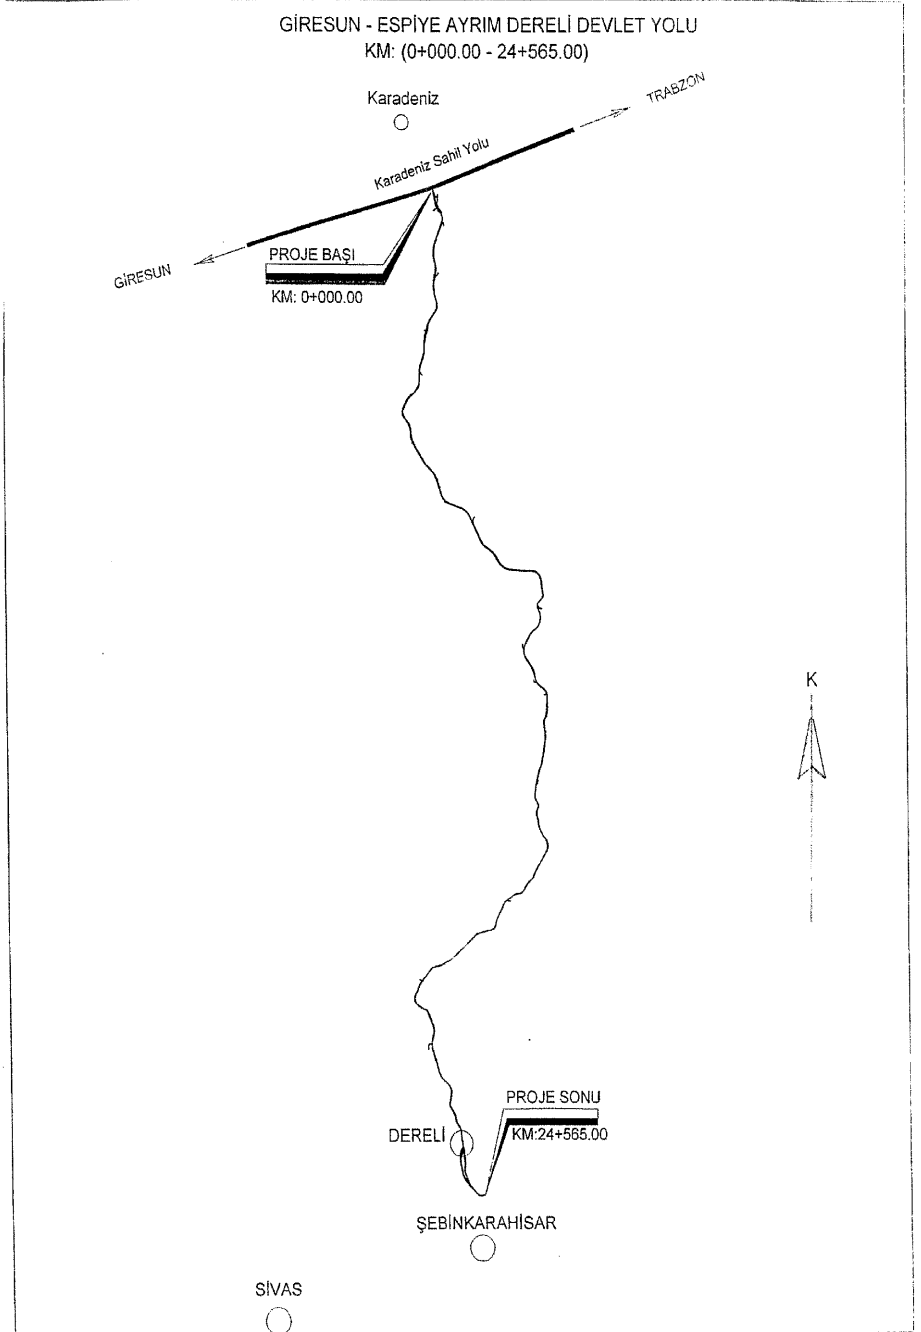 GİRESUN - ESPİYE AYRIM DERELİ DEVLET YOLU
KM: (0+000.00 - 24+565.00)
Karadeniz
TRABZON
Karadeniz Sahil Yolu
GİRESUN
PROJE BAŞI
KM: 0+000.00
K
PROJE SONU
KM:24+565.00
DERELİ
ŞEBİNKARAHİSAR
SİVAS